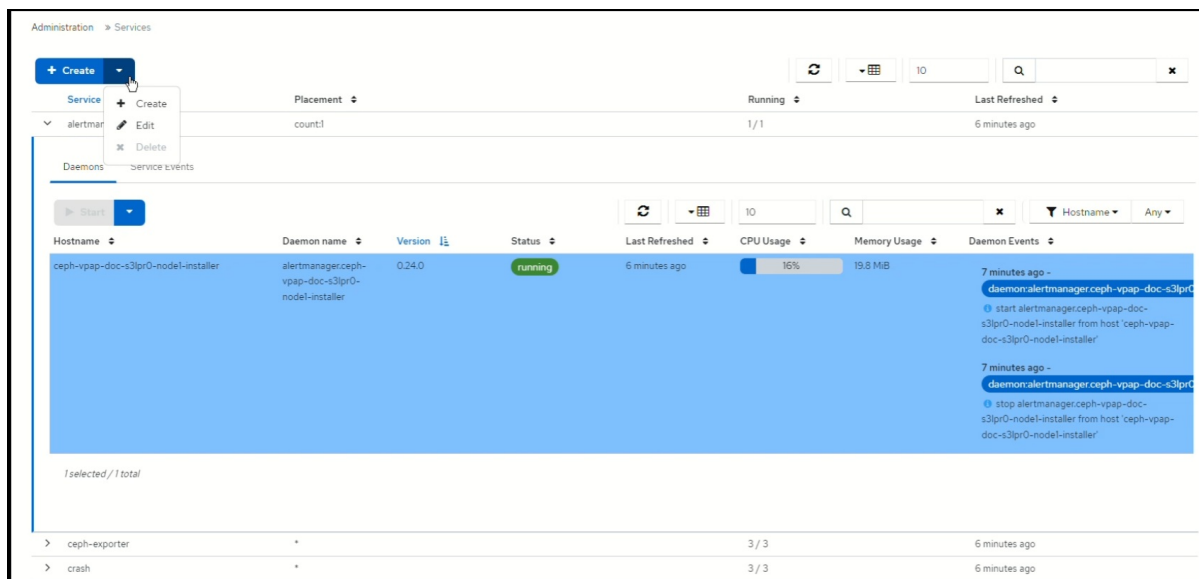 Administration » Services
+ Create
10
Service Placement Running Last Refreshed
Create
alertmar count:1 1 / 1 6 minutes ago
Edit
Delete
Daemons Service Events
Start
10
Hostname Any
Hostname Daemon name Version Status Last Refreshed CPU Usage Memory Usage Daemon Events
ceph-vpap-doc-s3lpr0-node1-installer alertmanager.ceph- 0.24.0 running 6 minutes ago 16% 19.8 MiB 7 minutes ago -
vpap-doc-s3lpr0- daemon:alertmanager.ceph-vpap-doc-s3lpr0
node1-installer
start alertmanager.ceph-vpap-doc-
s3lpr0-node1-installer from host 'ceph-vpap-
doc-s3lpr0-node1-installer'
7 minutes ago -
daemon:alertmanager.ceph-vpap-doc-s3lpr0
stop alertmanager.ceph-vpap-doc-
s3lpr0-node1-installer from host 'ceph-vpap-
doc-s3lpr0-node1-installer'
1 selected / 1 total
ceph-exporter * 3 / 3 6 minutes ago
crash * 3 / 3 6 minutes ago